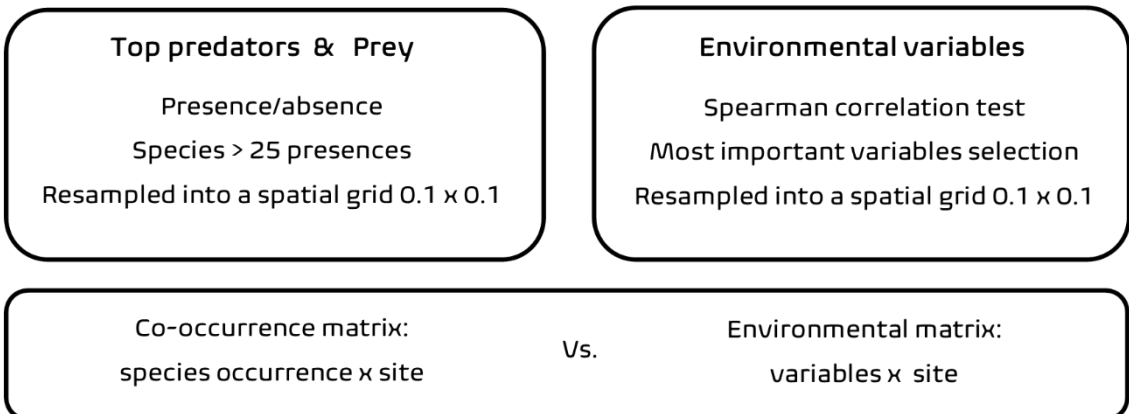 Top predators & Prey
Presence/absence
Species > 25 presences
Resampled into a spatial grid 0.1 x 0.1
Environmental variables
Spearman correlation test
Most important variables selection
Resampled into a spatial grid 0.1 x 0.1
Co-occurrence matrix:
species occurrence x site
Vs.
Environmental matrix:
variables x site